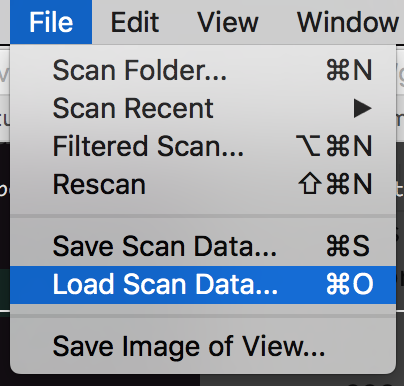 File Edit View Window
Scan Folder... ⌘N
Scan Recent ▶
Filtered Scan... ⌥⌘N
Rescan ⇧⌘N
Save Scan Data... ⌘S
Load Scan Data... ⌘O
Save Image of View...